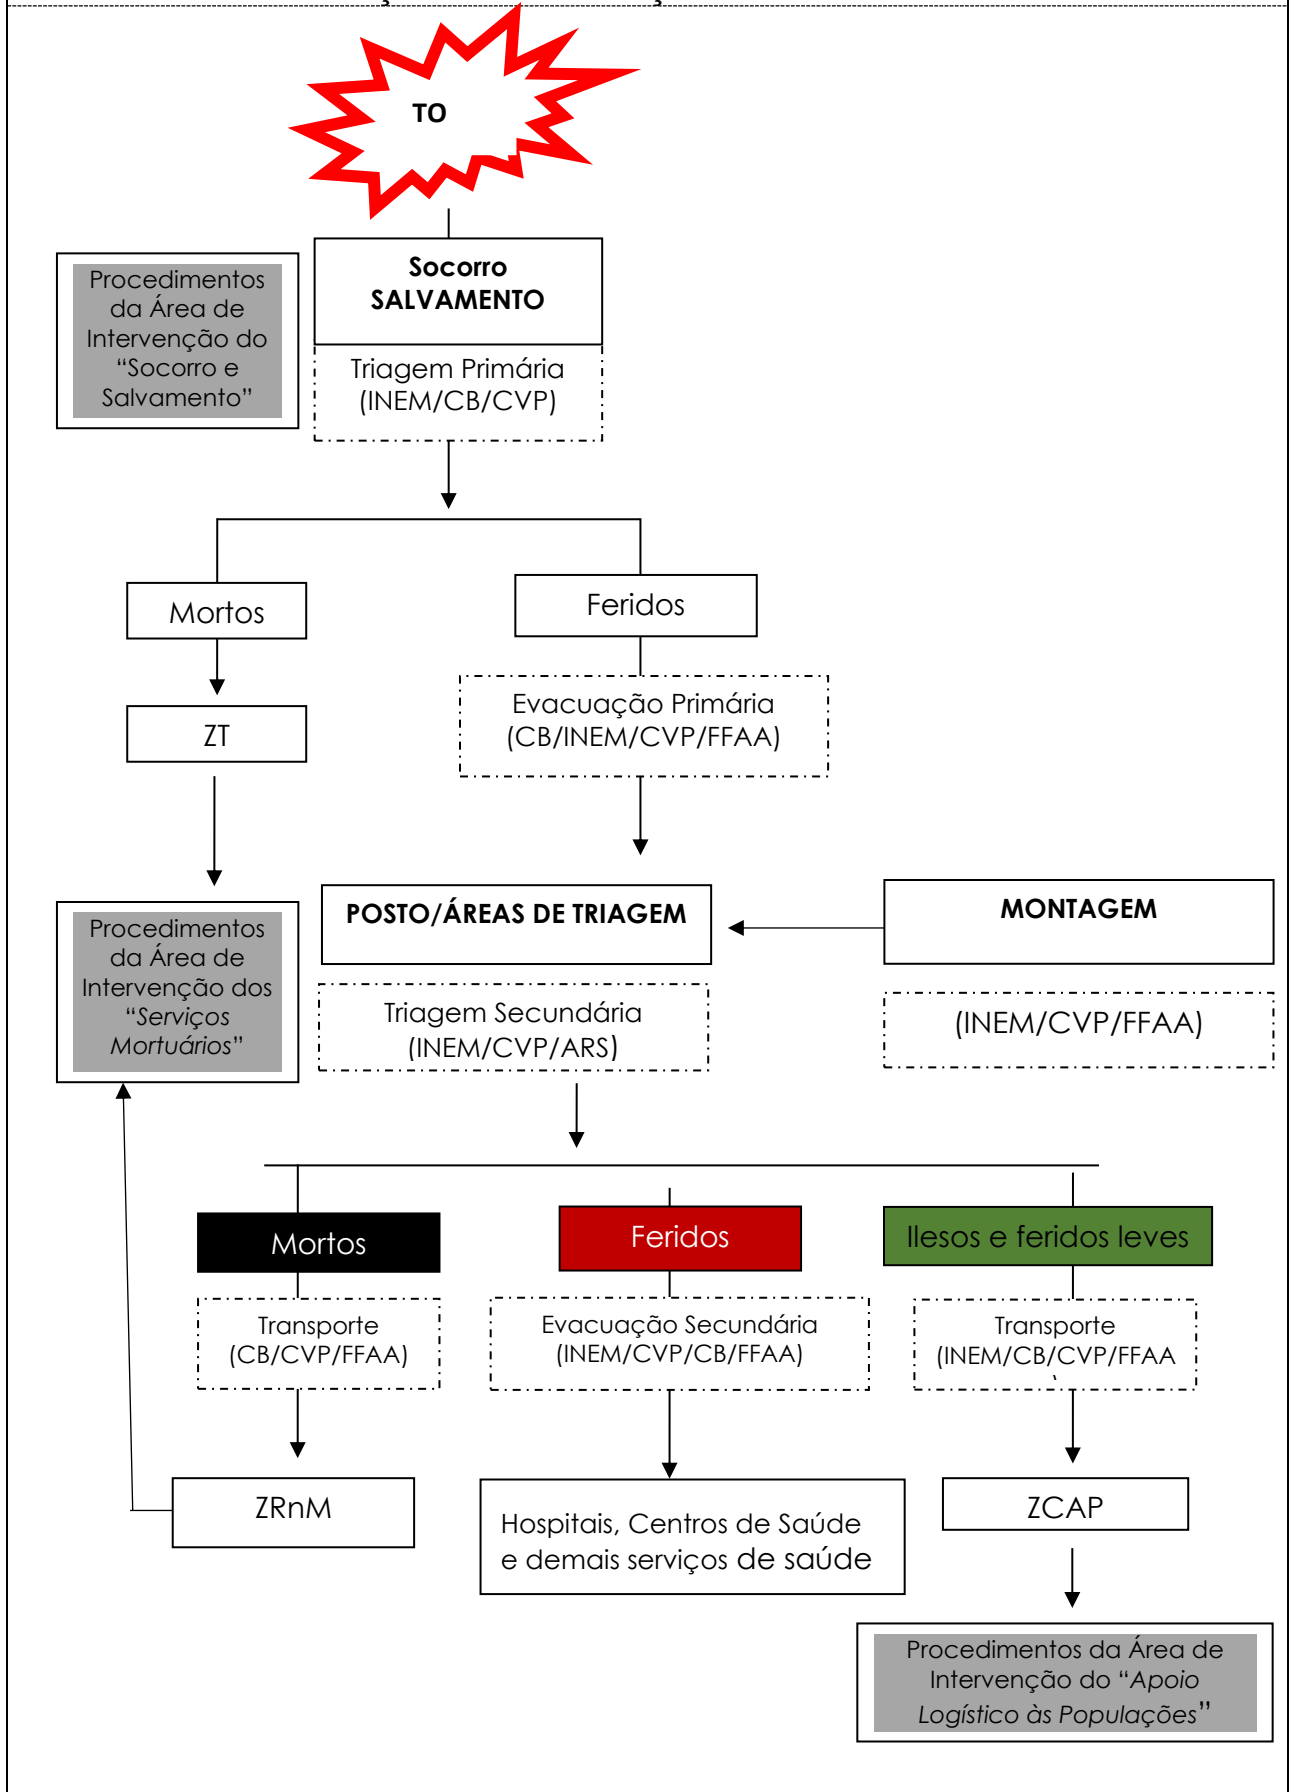 TO
Socorro
SALVAMENTO
Procedimentos
da Área de
Intervenção do
“Socorro e
Salvamento”
Triagem Primária
(INEM/CB/CVP)
Mortos
Feridos
ZT
Evacuação Primária
(CB/INEM/CVP/FFAA)
POSTO/ÁREAS DE TRIAGEM
MONTAGEM
Procedimentos
da Área de
Intervenção dos
“Serviços
Mortuários”
Triagem Secundária
(INEM/CVP/ARS)
(INEM/CVP/FFAA)
Mortos
Feridos
Ilesos e feridos leves
Transporte
(CB/CVP/FFAA)
Evacuação Secundária
(INEM/CVP/CB/FFAA)
Transporte
(INEM/CB/CVP/FFAA
ZRnM
Hospitais, Centros de Saúde
e demais serviços de saúde
ZCAP
Procedimentos da Área de
Intervenção do “Apoio
Logístico às Populações”